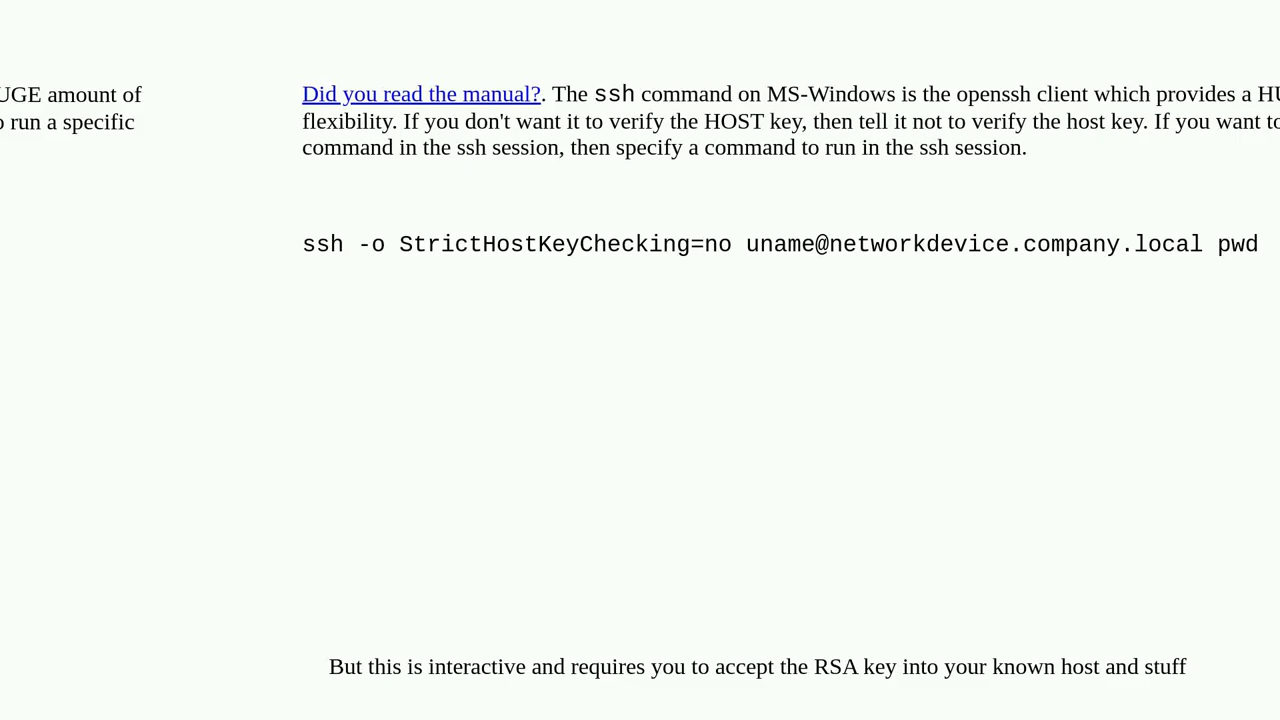 UGE amount of
run a specific
Did you read the manual?. The ssh command on MS-Windows is the openssh client which provides a HU
flexibility. If you don't want it to verify the HOST key, then tell it not to verify the host key. If you want to
command in the ssh session, then specify a command to run in the ssh session.
ssh -o StrictHostKeyChecking=no uname@networkdevice.company.local pwd
But this is interactive and requires you to accept the RSA key into your known host and stuff